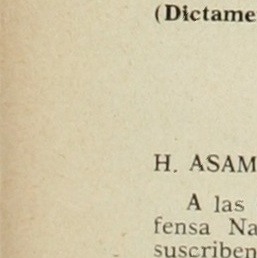 (Dictame
H. ASAM
A las
fensa Na
suscriben